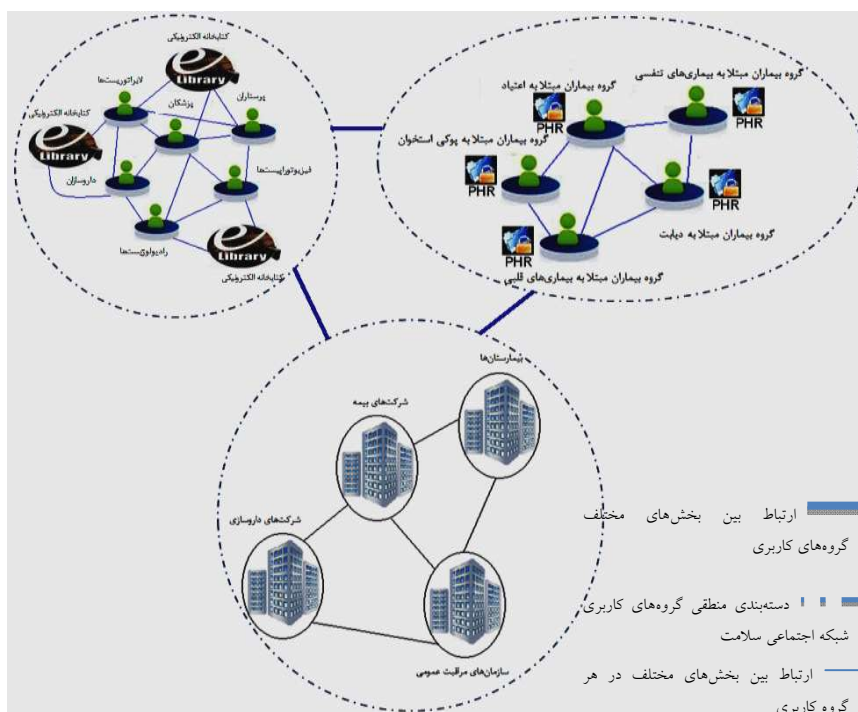 کتابخانه الکترونیکی
e
Library
لابراتوریست‌ها
پزشکان
پرستاران
کتابخانه الکترونیکی
e
Library
داروسازان
فیزیوتراپیست‌ها
رادیولوژیست‌ها
e
Library
کتابخانه الکترونیکی
گروه بیماران مبتلا به بیماری‌های تنفسی
گروه بیماران مبتلا به اعتیاد
PHR
PHR
گروه بیماران مبتلا به پوکی استخوان
PHR
PHR
گروه بیماران مبتلا به دیابت
PHR
گروه بیماران مبتلا به بیماری‌های قلبی
بیمارستان‌ها
شرکت‌های بیمه
شرکت‌های داروسازی
سازمان‌های مراقبت عمومی
ارتباط بین بخش‌های مختلف
گروه‌های کاربری
دسته‌بندی منطقی گروه‌های کاربری
شبکه اجتماعی سلامت
ارتباط بین بخش‌های مختلف در هر
گروه کاربری